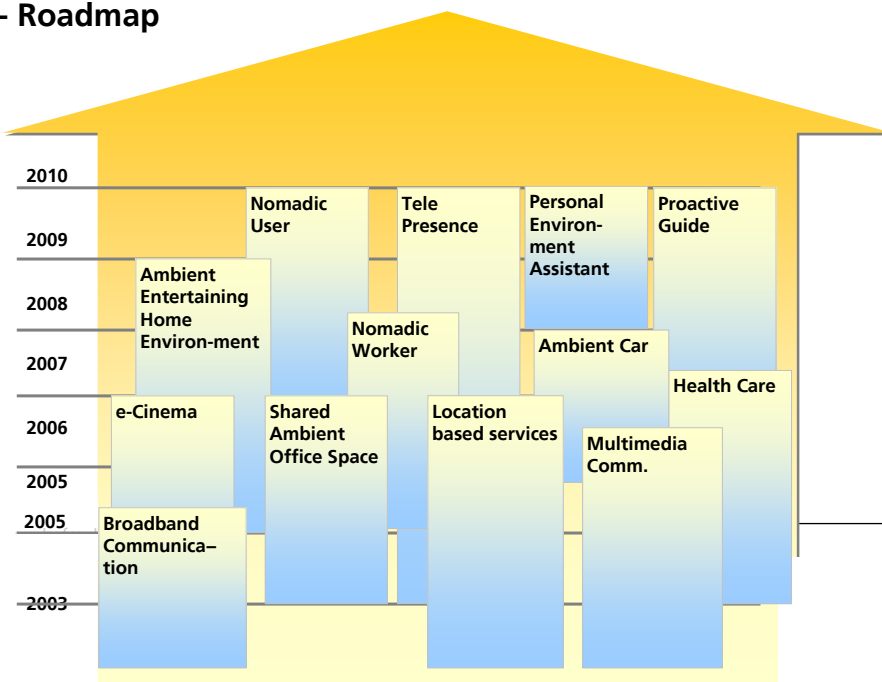 - Roadmap
2010
2009
2008
2007
2006
2005
2005
2003
Nomadic
User
Tele
Presence
Personal
Environ-
ment
Assistant
Proactive
Guide
Ambient
Entertaining
Home
Environ-ment
Nomadic
Worker
Ambient Car
Health Care
e-Cinema
Shared
Ambient
Office Space
Location
based services
Multimedia
Comm.
Broadband
Communica–
tion